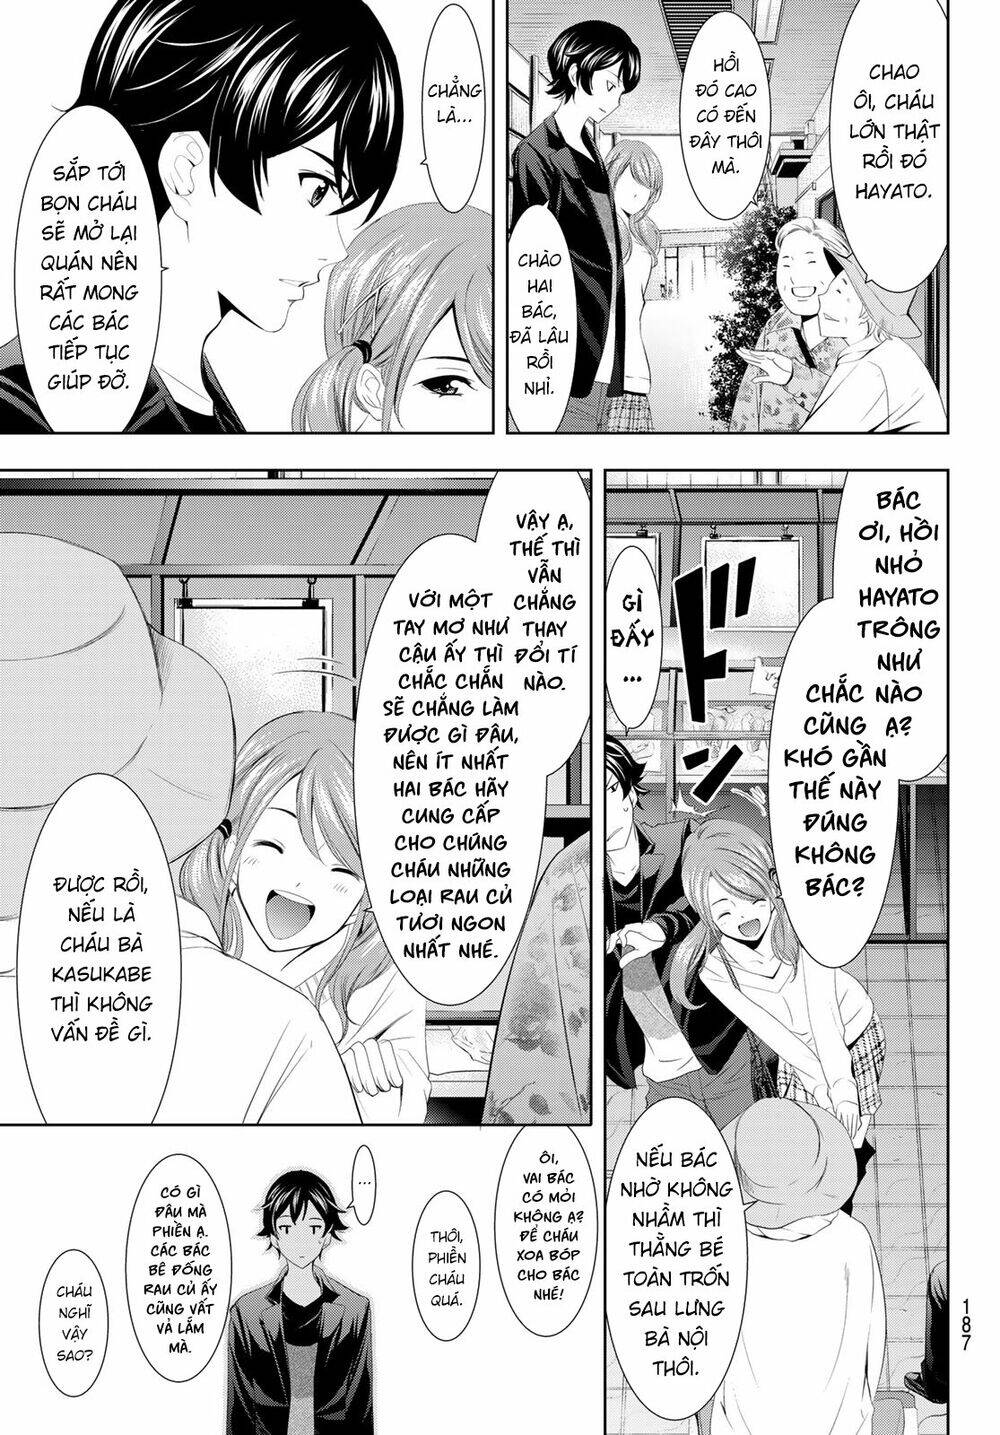 CHAO
ÔI, CHÁU
LỚN THẬT
RỒI ĐÓ
HAYATO.
HỒI
ĐÓ CAO
CÓ ĐẾN
ĐÂY THÔI
MÀ.
CHÀO
HAI
BÁC,
ĐÃ LÂU
RỒI
NHỈ.
CHẲNG
LÀ...
SẮP TỚI
BỌN CHÁU
SẼ MỞ LẠI
QUÁN NÊN
RẤT MONG
CÁC BÁC
TIẾP TỤC
GIÚP ĐỠ.
BÁC
ƠI, HỒI
NHỎ
HAYATO
TRÔNG
NHƯ
CHẮC NÀO
CŨNG Ạ?
KHÓ GẦN
THẾ NÀY
ĐÚNG
KHÔNG
BÁC?
GÌ
ĐẤY
...
ドドッ
NẾU BÁC
NHỜ KHÔNG
NHẦM THÌ
THẰNG BÉ
TOÀN TRỐN
SAU LƯNG
BÀ NỘI
THÔI.
VẬY Ạ,
THẾ THÌ
VẪN
CHẲNG
THAY
ĐỔI TÍ
NÀO.
VỚI MỘT
TAY MƠ NHƯ
CẬU ẤY THÌ
CHẮC CHẮN
SẼ CHẲNG LÀM
ĐƯỢC GÌ ĐÂU,
NÊN ÍT NHẤT
HAI BÁC HÃY
CUNG CẤP
CHO CHÚNG
CHÁU NHỮNG
LOẠI RAU CỦ
TƯƠI NGON
NHẤT NHÉ.
ĐƯỢC RỒI,
NẾU LÀ
CHÁU BÀ
KASUKABE
THÌ KHÔNG
VẤN ĐỀ GÌ.
ÔI,
VAI BÁC
CÓ MỎI
KHÔNG Ạ?
ĐỂ CHÁU
XOA BÓP
CHO BÁC
NHÉ!
THÔI,
PHIỀN
CHÁU
QUÁ.
...
CÓ GÌ
ĐÂU MÀ
PHIỀN Ạ.
CÁC BÁC
BÊ ĐỐNG
RAU CỦ ẤY
CŨNG VẤT
VẢ LẮM
MÀ.
CHÁU
NGHĨ
VẬY
SAO?
187